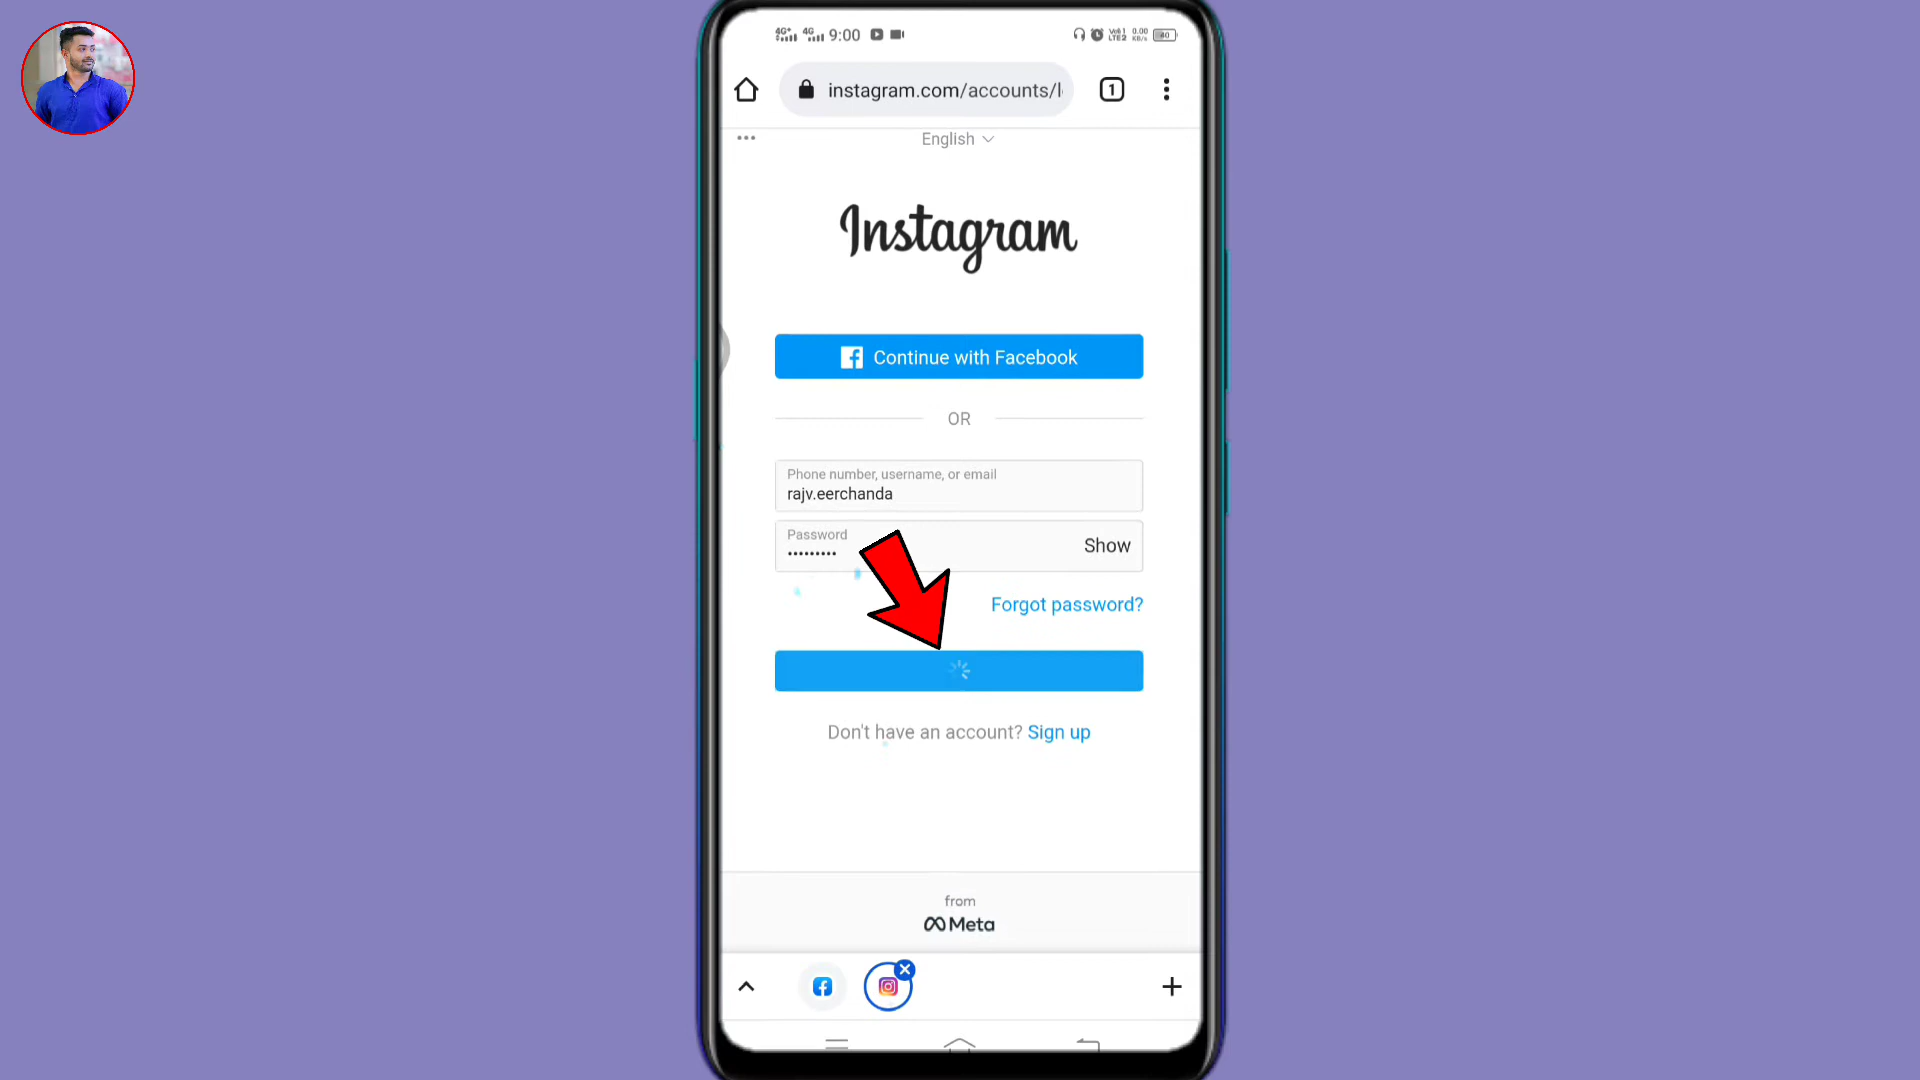 9:00
instagram.com/accounts/l
1
English
Instagram
Continue with Facebook
OR
Phone number, username, or email
rajv.eerchanda
Password
Show
Forgot password?
Don't have an account? Sign up
from
Meta